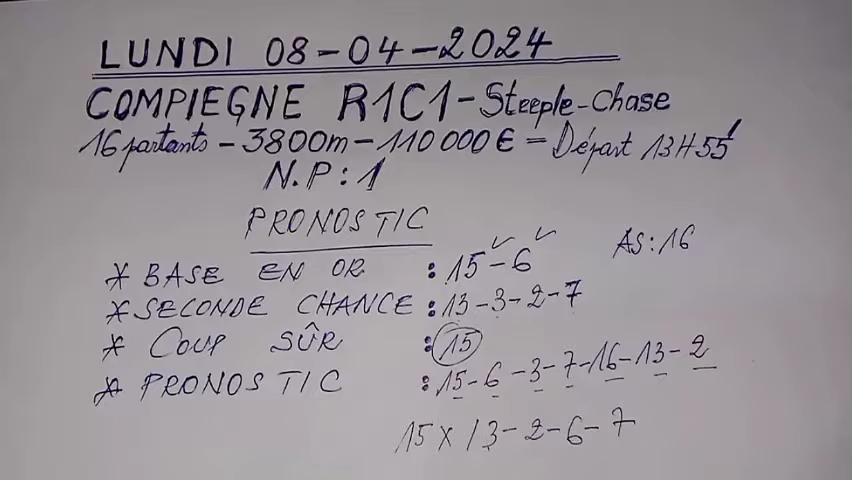 LUNDI 08-04-2024
COMPIEGNE R1C1-Steeple-Chase
16 partants - 3800m - 110 000 € = Départ 13H55'
N.P : 1
PRONOSTIC
AS : 16
* BASE EN OR : 15 - 6
* SECONDE CHANCE : 13 - 3 - 2 - 7
* COUP SÛR : 15
* PRONOSTIC : 15 - 6 - 3 - 7 - 16 - 13 - 2
15 X 13 - 2 - 6 - 7